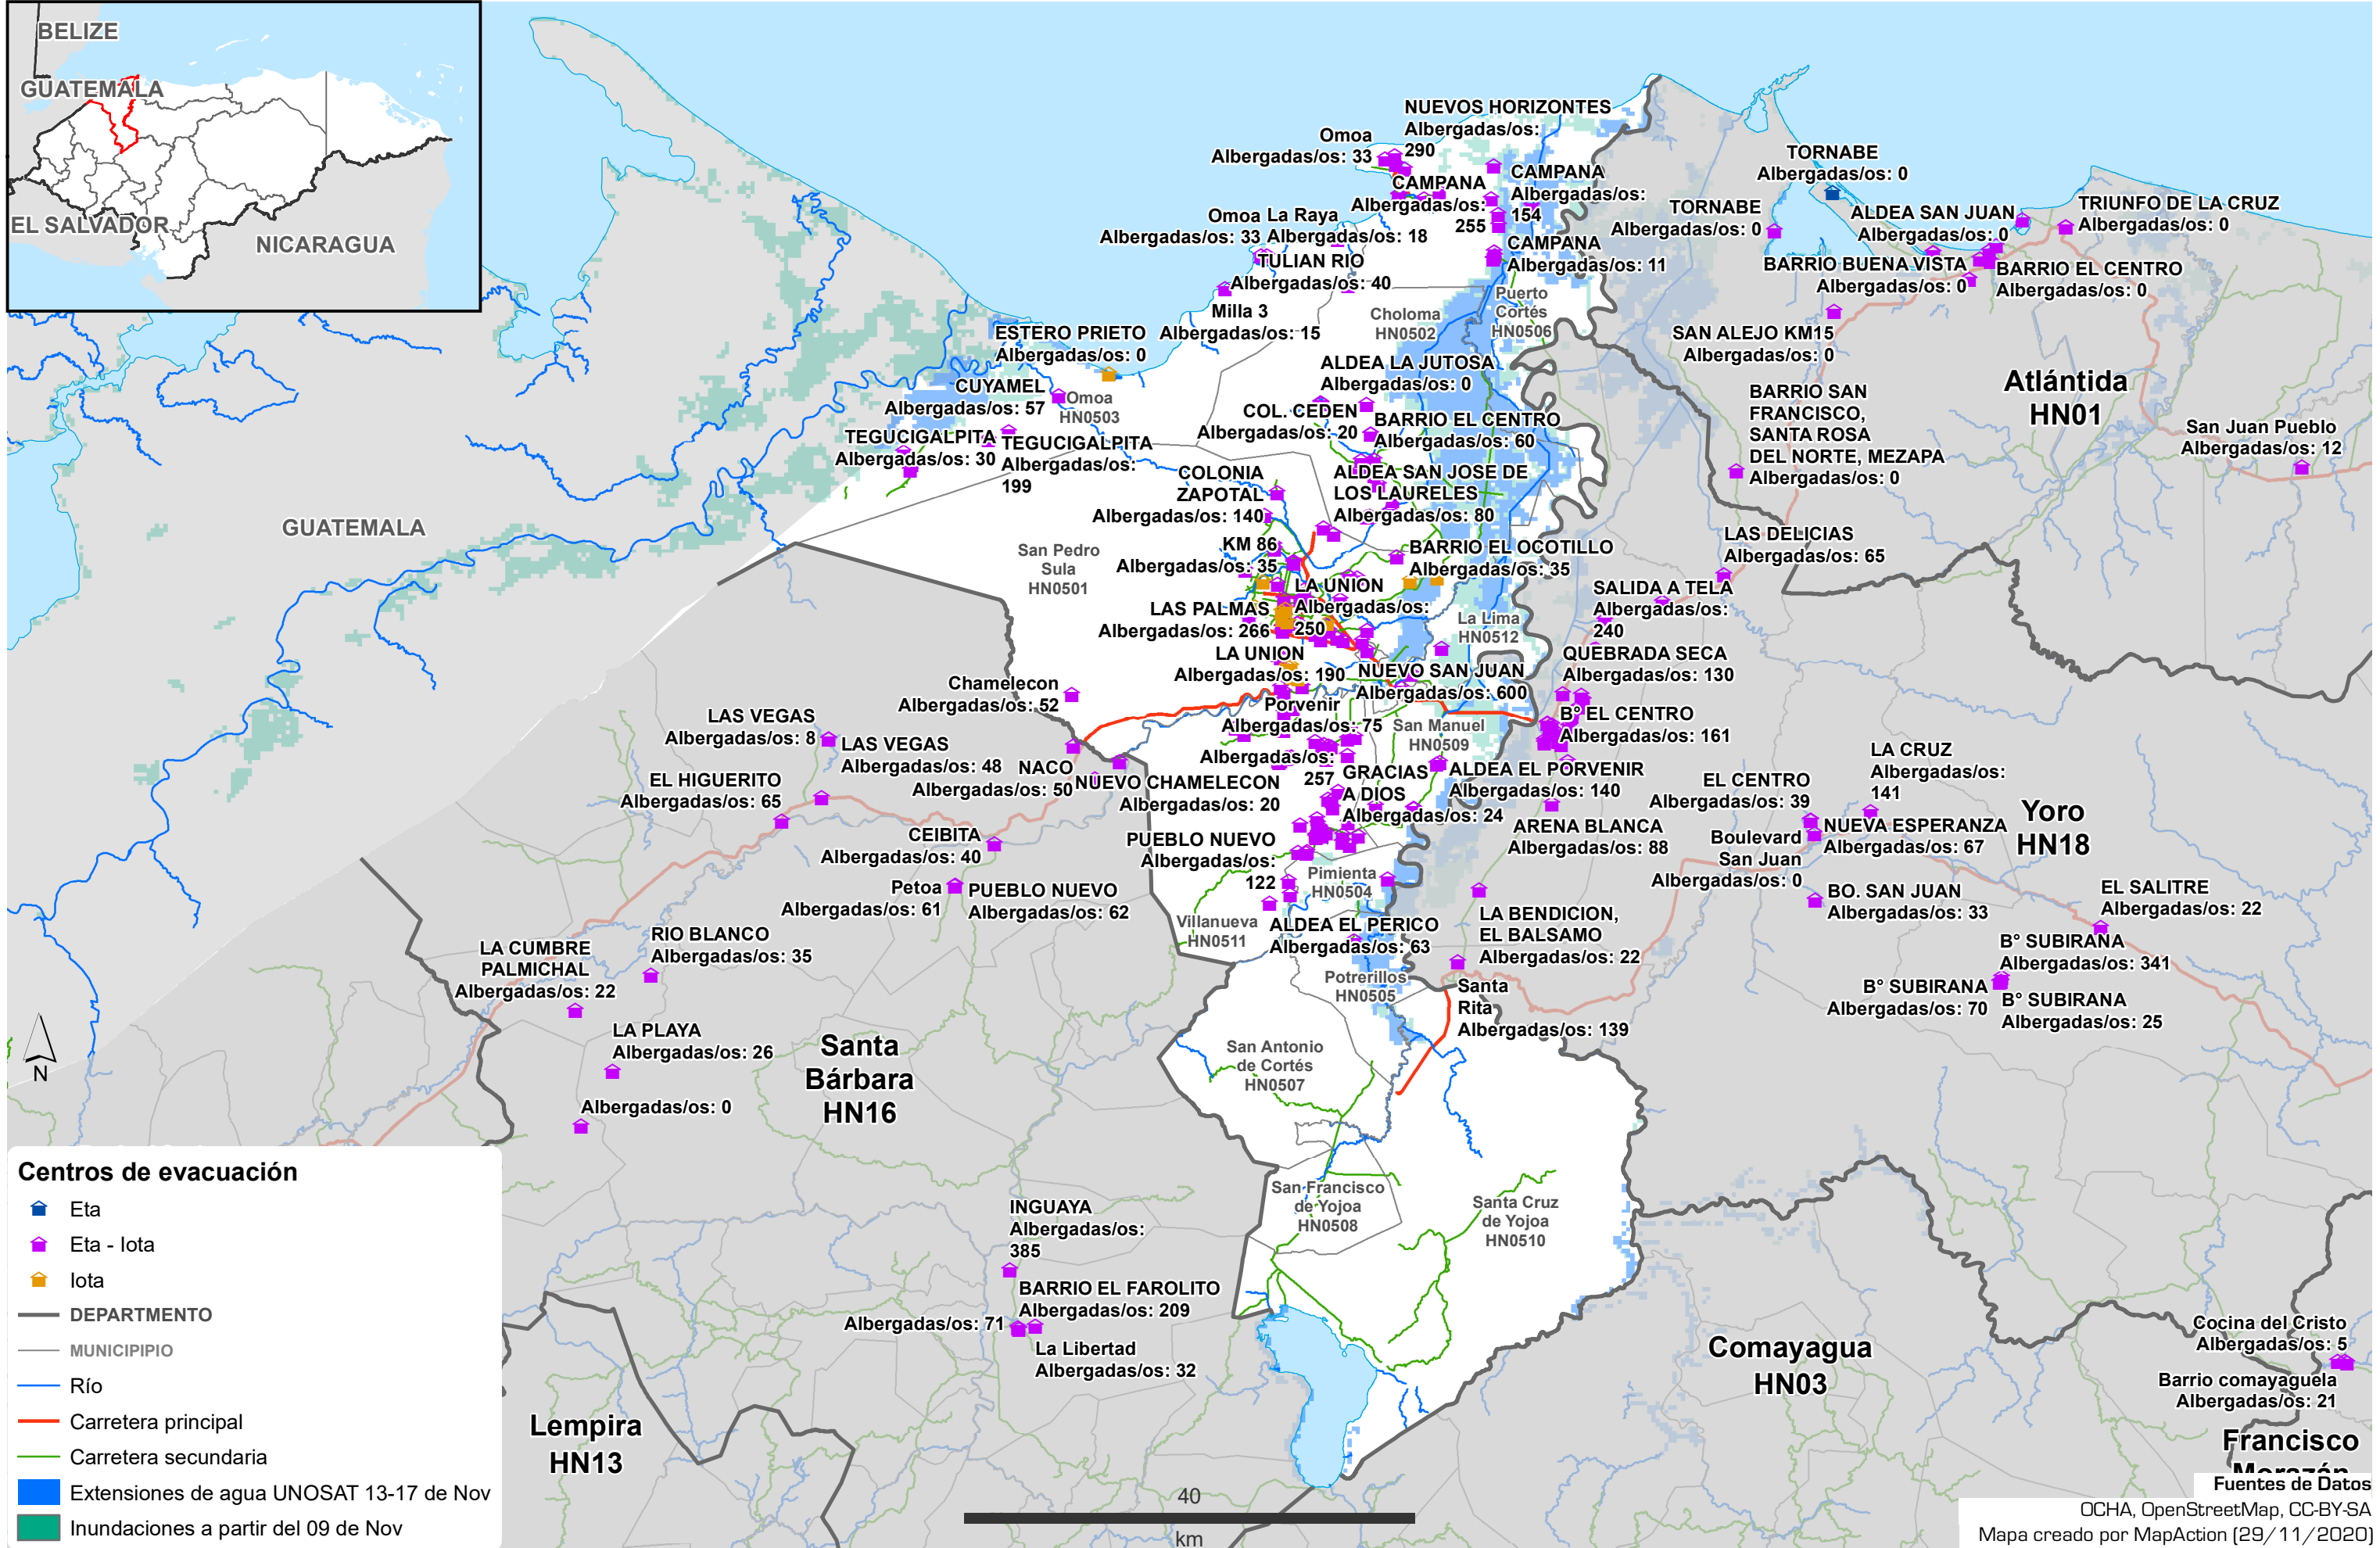 BELIZE
GUATEMALA
EL SALVADOR
NICARAGUA
GUATEMALA
NUEVOS HORIZONTES
Albergadas/os:
290
Omoa
Albergadas/os: 33
CAMPANA
Albergadas/os:
255
CAMPANA
Albergadas/os:
154
Omoa
Albergadas/os: 33
La Raya
Albergadas/os: 18
CAMPANA
Albergadas/os: 11
TULIAN RIO
Albergadas/os: 40
Milla 3
Albergadas/os: 15
Puerto
Cortés
HN0506
Choloma
HN0502
TORNABE
Albergadas/os: 0
TORNABE
Albergadas/os: 0
ALDEA SAN JUAN
Albergadas/os: 0
TRIUNFO DE LA CRUZ
Albergadas/os: 0
BARRIO BUENA VISTA
Albergadas/os: 0
BARRIO EL CENTRO
Albergadas/os: 0
SAN ALEJO KM15
Albergadas/os: 0
Atlántida
HN01
BARRIO SAN
FRANCISCO,
SANTA ROSA
DEL NORTE, MEZAPA
Albergadas/os: 0
San Juan Pueblo
Albergadas/os: 12
ESTERO PRIETO
Albergadas/os: 0
CUYAMEL
Albergadas/os: 57
Omoa
HN0503
TEGUCIGALPITA
Albergadas/os: 30
TEGUCIGALPITA
Albergadas/os:
199
ALDEA LA JUTOSA
Albergadas/os: 0
COL. CEDEN
Albergadas/os: 20
BARRIO EL CENTRO
Albergadas/os: 60
COLONIA
ZAPOTAL
Albergadas/os: 140
ALDEA SAN JOSE DE
LOS LAURELES
Albergadas/os: 80
San Pedro
Sula
HN0501
KM 86
Albergadas/os: 35
BARRIO EL OCOTILLO
Albergadas/os: 35
LA UNION
Albergadas/os:
250
LAS PALMAS
Albergadas/os: 266
La Lima
HN0512
LAS DELICIAS
Albergadas/os: 65
SALIDA A TELA
Albergadas/os:
240
QUEBRADA SECA
Albergadas/os: 130
LA UNION
Albergadas/os: 190
NUEVO SAN JUAN
Albergadas/os: 600
Chamelecon
Albergadas/os: 52
Porvenir
Albergadas/os: 75
San Manuel
HN0509
B° EL CENTRO
Albergadas/os: 161
LAS VEGAS
Albergadas/os: 8
LAS VEGAS
Albergadas/os: 48
NACO
Albergadas/os: 50
NUEVO CHAMELECON
Albergadas/os: 20
Albergadas/os:
257
GRACIAS
A DIOS
Albergadas/os: 24
ALDEA EL PORVENIR
Albergadas/os: 140
EL HIGUERITO
Albergadas/os: 65
LA CRUZ
Albergadas/os:
141
EL CENTRO
Albergadas/os: 39
Yoro
HN18
CEIBITA
Albergadas/os: 40
PUEBLO NUEVO
Albergadas/os:
122
ARENA BLANCA
Albergadas/os: 88
Boulevard
San Juan
Albergadas/os: 0
NUEVA ESPERANZA
Albergadas/os: 67
Petoa
Albergadas/os: 61
PUEBLO NUEVO
Albergadas/os: 62
Pimienta
HN0504
BO. SAN JUAN
Albergadas/os: 33
EL SALITRE
Albergadas/os: 22
Villanueva
HN0511
ALDEA EL PERICO
Albergadas/os: 63
LA BENDICION,
EL BALSAMO
Albergadas/os: 22
LA CUMBRE
PALMICHAL
Albergadas/os: 22
RIO BLANCO
Albergadas/os: 35
B° SUBIRANA
Albergadas/os: 341
B° SUBIRANA
Albergadas/os: 70
B° SUBIRANA
Albergadas/os: 25
Potrerillos
HN0505
Santa
Rita
Albergadas/os: 139
LA PLAYA
Albergadas/os: 26
Santa
Bárbara
HN16
San Antonio
de Cortés
HN0507
Albergadas/os: 0
San Francisco
de Yojoa
HN0508
Santa Cruz
de Yojoa
HN0510
INGUAYA
Albergadas/os:
385
BARRIO EL FAROLITO
Albergadas/os: 209
Albergadas/os: 71
La Libertad
Albergadas/os: 32
Lempira
HN13
Comayagua
HN03
Cocina del Cristo
Albergadas/os: 5
Barrio comayaguela
Albergadas/os: 21
Francisco
Morazán
N
Centros de evacuación
Eta
Eta - Iota
Iota
DEPARTMENTO
MUNICIPIPIO
Río
Carretera principal
Carretera secundaria
Extensiones de agua UNOSAT 13-17 de Nov
Inundaciones a partir del 09 de Nov
40
km
Fuentes de Datos
OCHA, OpenStreetMap, CC-BY-SA
Mapa creado por MapAction (29/11/2020)